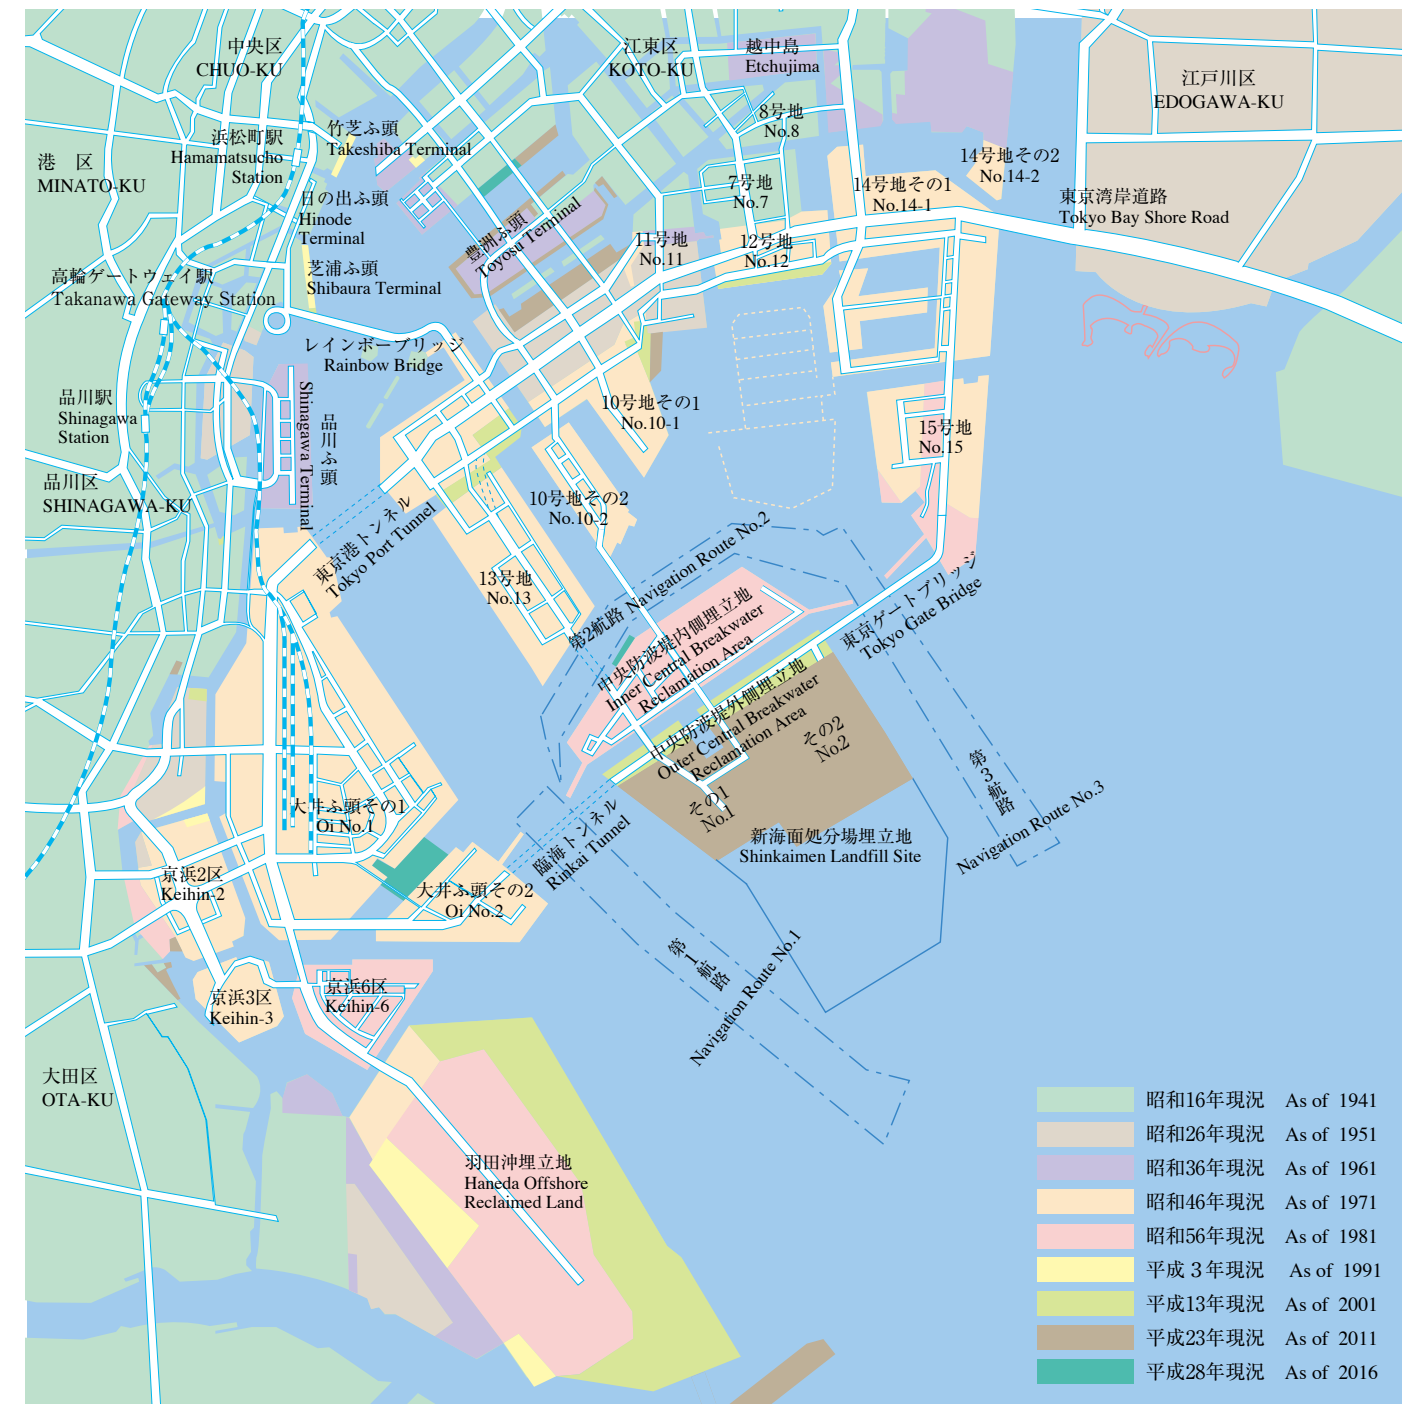 中央区
CHUO-KU
江東区
KOTO-KU
越中島
Etchujima
江戸川区
EDOGAWA-KU
8号地
No.8
竹芝ふ頭
Takeshiba Terminal
浜松町駅
Hamamatsucho
Station
港 区
MINATO-KU
14号地その2
No.14-2
7号地
No.7
14号地その1
No.14-1
東京湾岸道路
Tokyo Bay Shore Road
日の出ふ頭
Hinode
Terminal
豊洲ふ頭
Toyosu Terminal
11号地
No.11
12号地
No.12
高輪ゲートウェイ駅
Takanawa Gateway Station
芝浦ふ頭
Shibaura Terminal
レインボーブリッジ
Rainbow Bridge
品川駅
Shinagawa
Station
品川ふ頭
Shinagawa Terminal
10号地その1
No.10-1
15号地
No.15
品川区
SHINAGAWA-KU
10号地その2
No.10-2
東京港トンネル
Tokyo Port Tunnel
13号地
No.13
第2航路 Navigation Route No.2
中央防波堤内側埋立地
Inner Central Breakwater
Reclamation Area
東京ゲートブリッジ
Tokyo Gate Bridge
中央防波堤外側埋立地
Outer Central Breakwater
Reclamation Area
その2
No.2
その1
No.1
第3航路
Navigation Route No.3
大井ふ頭その1
Oi No.1
臨海トンネル
Rinkai Tunnel
新海面処分場埋立地
Shinkaimen Landfill Site
京浜2区
Keihin-2
大井ふ頭その2
Oi No.2
第1航路
Navigation Route No.1
京浜3区
Keihin-3
京浜6区
Keihin-6
大田区
OTA-KU
羽田沖埋立地
Haneda Offshore
Reclaimed Land
昭和16年現況 As of 1941
昭和26年現況 As of 1951
昭和36年現況 As of 1961
昭和46年現況 As of 1971
昭和56年現況 As of 1981
平成3年現況 As of 1991
平成13年現況 As of 2001
平成23年現況 As of 2011
平成28年現況 As of 2016